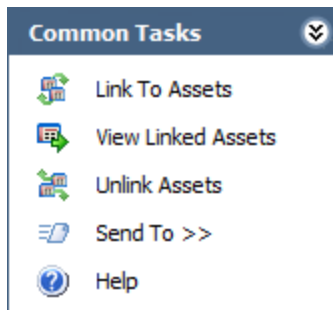 Common Tasks
Link To Assets
View Linked Assets
Unlink Assets
Send To >>
Help